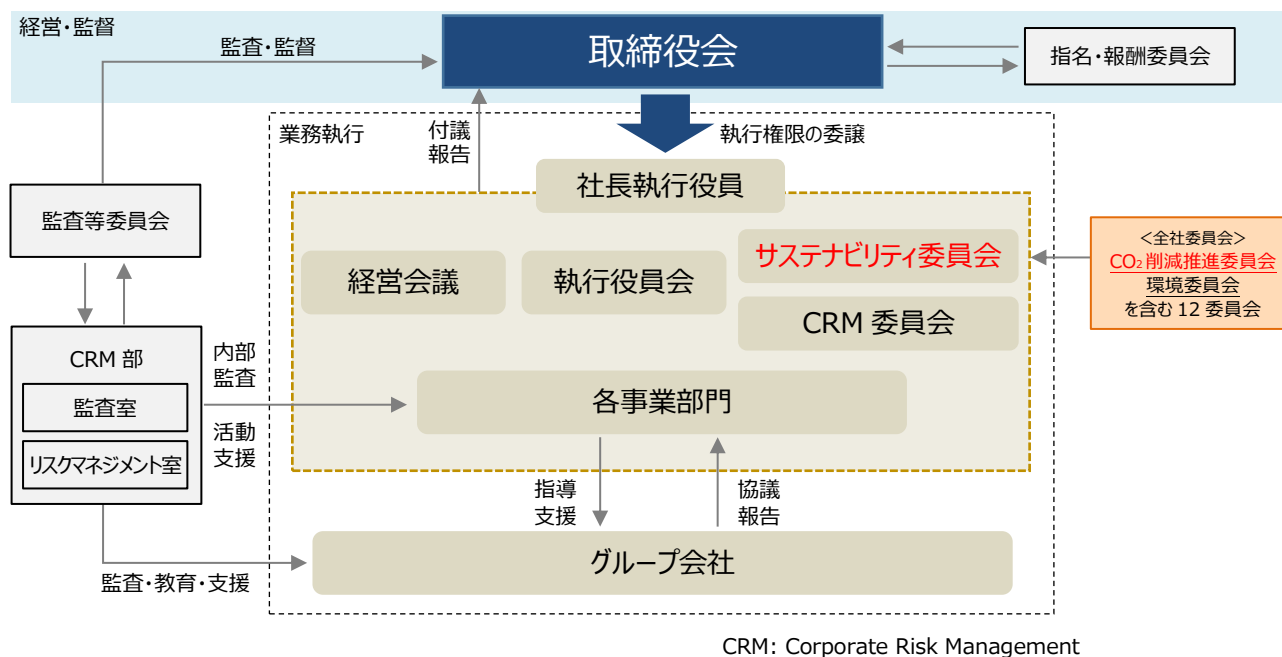 経営・監督
監査・監督
取締役会
指名・報酬委員会
業務執行
付議
報告
執行権限の委譲
社長執行役員
監査等委員会
経営会議
執行役員会
サステナビリティ委員会
CRM 委員会
＜全社委員会＞
CO₂ 削減推進委員会
環境委員会
を含む 12 委員会
CRM 部
監査室
リスクマネジメント室
内部
監査
活動
支援
各事業部門
指導
支援
協議
報告
グループ会社
監査・教育・支援
CRM: Corporate Risk Management